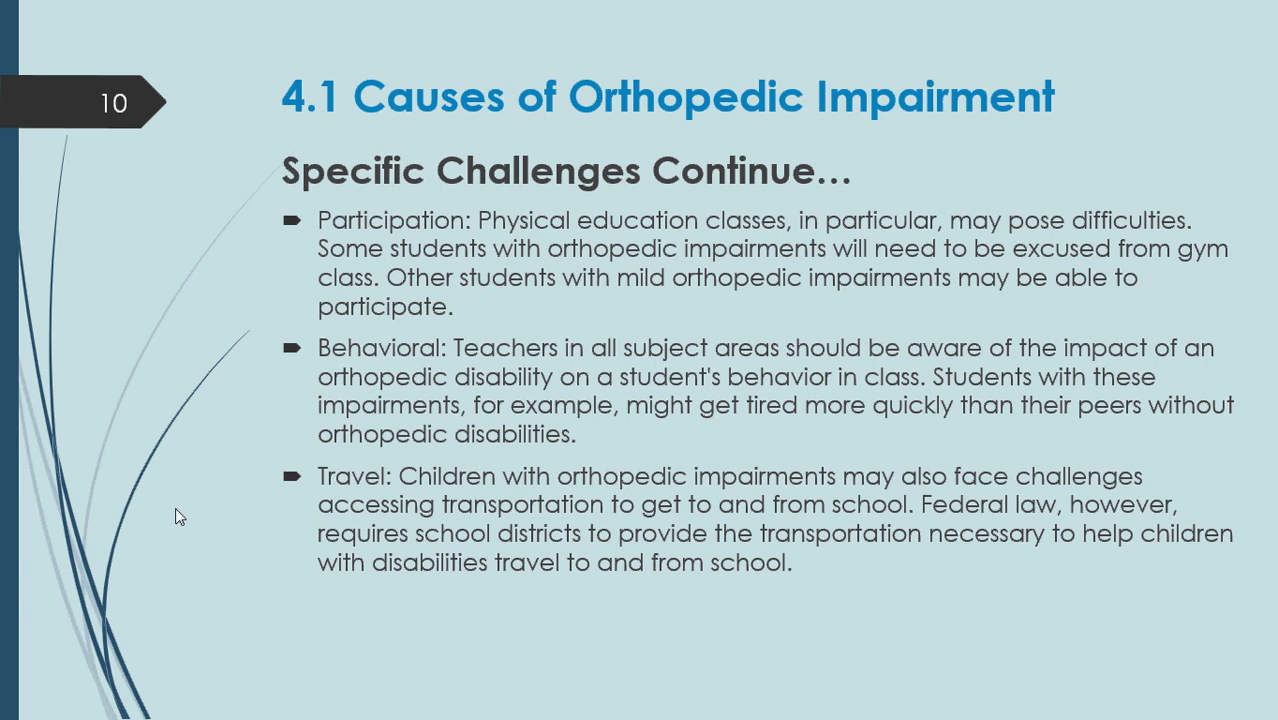 10
4.1 Causes of Orthopedic Impairment
Specific Challenges Continue…
Participation: Physical education classes, in particular, may pose difficulties.
Some students with orthopedic impairments will need to be excused from gym
class. Other students with mild orthopedic impairments may be able to
participate.
Behavioral: Teachers in all subject areas should be aware of the impact of an
orthopedic disability on a student's behavior in class. Students with these
impairments, for example, might get tired more quickly than their peers without
orthopedic disabilities.
Travel: Children with orthopedic impairments may also face challenges
accessing transportation to get to and from school. Federal law, however,
requires school districts to provide the transportation necessary to help children
with disabilities travel to and from school.